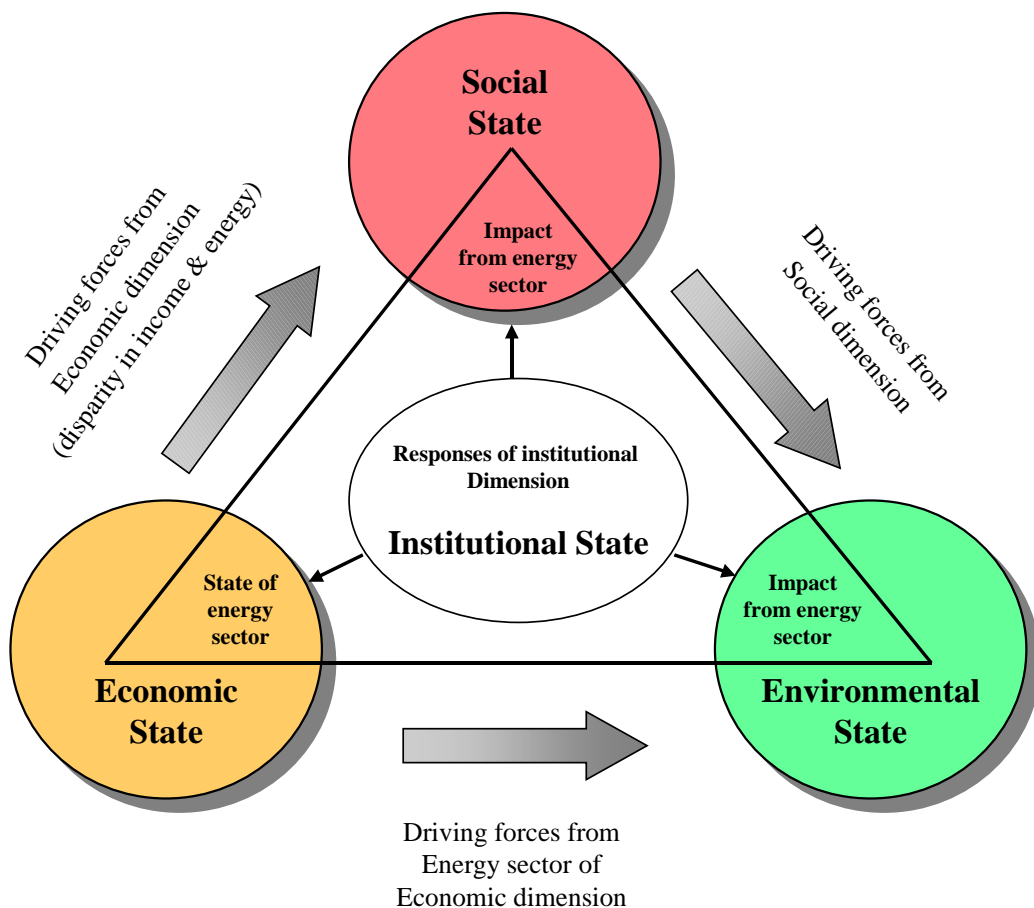 Social
State
Impact
from energy
sector
Driving forces from
Economic dimension
(disparity in income & energy)
Driving forces from
Social dimension
Responses of institutional
Dimension
Institutional State
State of
energy
sector
Economic
State
Impact
from energy
sector
Environmental
State
Driving forces from
Energy sector of
Economic dimension